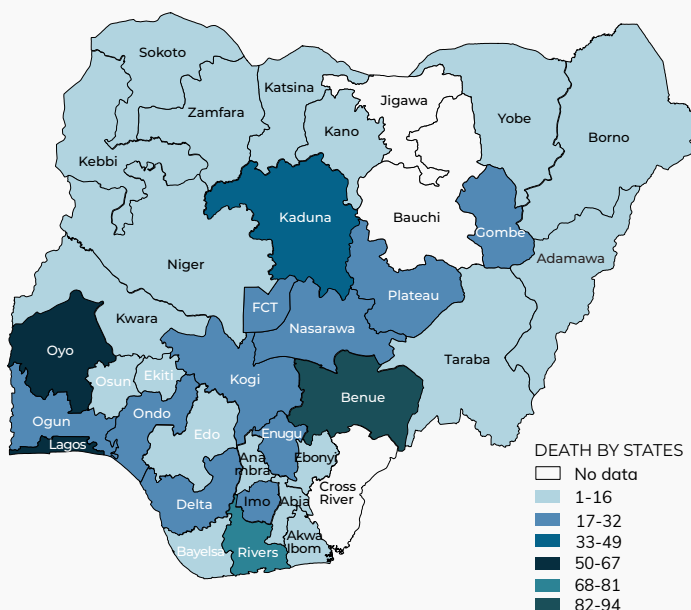 Sokoto
Katsina
Jigawa
Zamfara
Yobe
Kano
Borno
Kebbi
Kaduna
Bauchi
Gombe
Adamawa
Niger
Plateau
FCT
Kwara
Nasarawa
Oyo
Taraba
Osun
Ekiti
Kogi
Benue
Ogun
Ondo
Edo
Enugu
Lagos
Ana
mbra
Ebonyi
Cross
River
Delta
Imo
Abia
Akwa
Ibom
Bayelsa
Rivers
DEATH BY STATES
No data
1-16
17-32
33-49
50-67
68-81
82-94